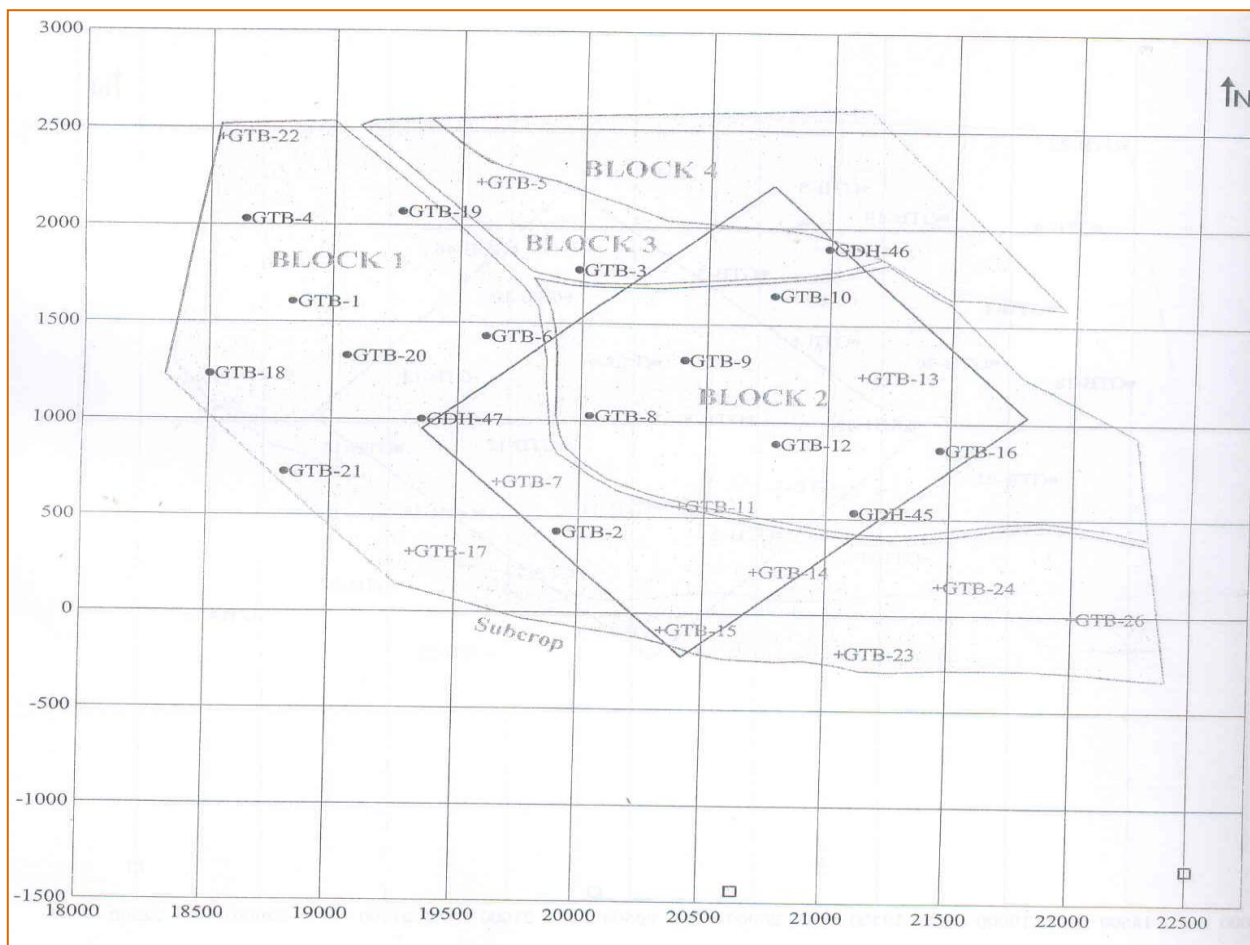 3000
N
2500
+GTB-22
BLOCK 4
+GTB-5
2000
GTB-4
GTB-19
BLOCK 3
GDH-46
BLOCK 1
GTB-3
GTB-1
GTB-10
1500
GTB-6
GTB-20
GTB-9
GTB-18
+GTB-13
BLOCK 2
1000
GDH-47
GTB-8
GTB-12
GTB-16
GTB-21
+GTB-7
500
+GTB-11
GDH-45
GTB-2
+GTB-17
+GTB-14
+GTB-24
0
Subcrop
+GTB-15
+GTB-26
+GTB-23
-500
-1000
-1500
18000 18500 19000 19500 20000 20500 21000 21500 22000 22500